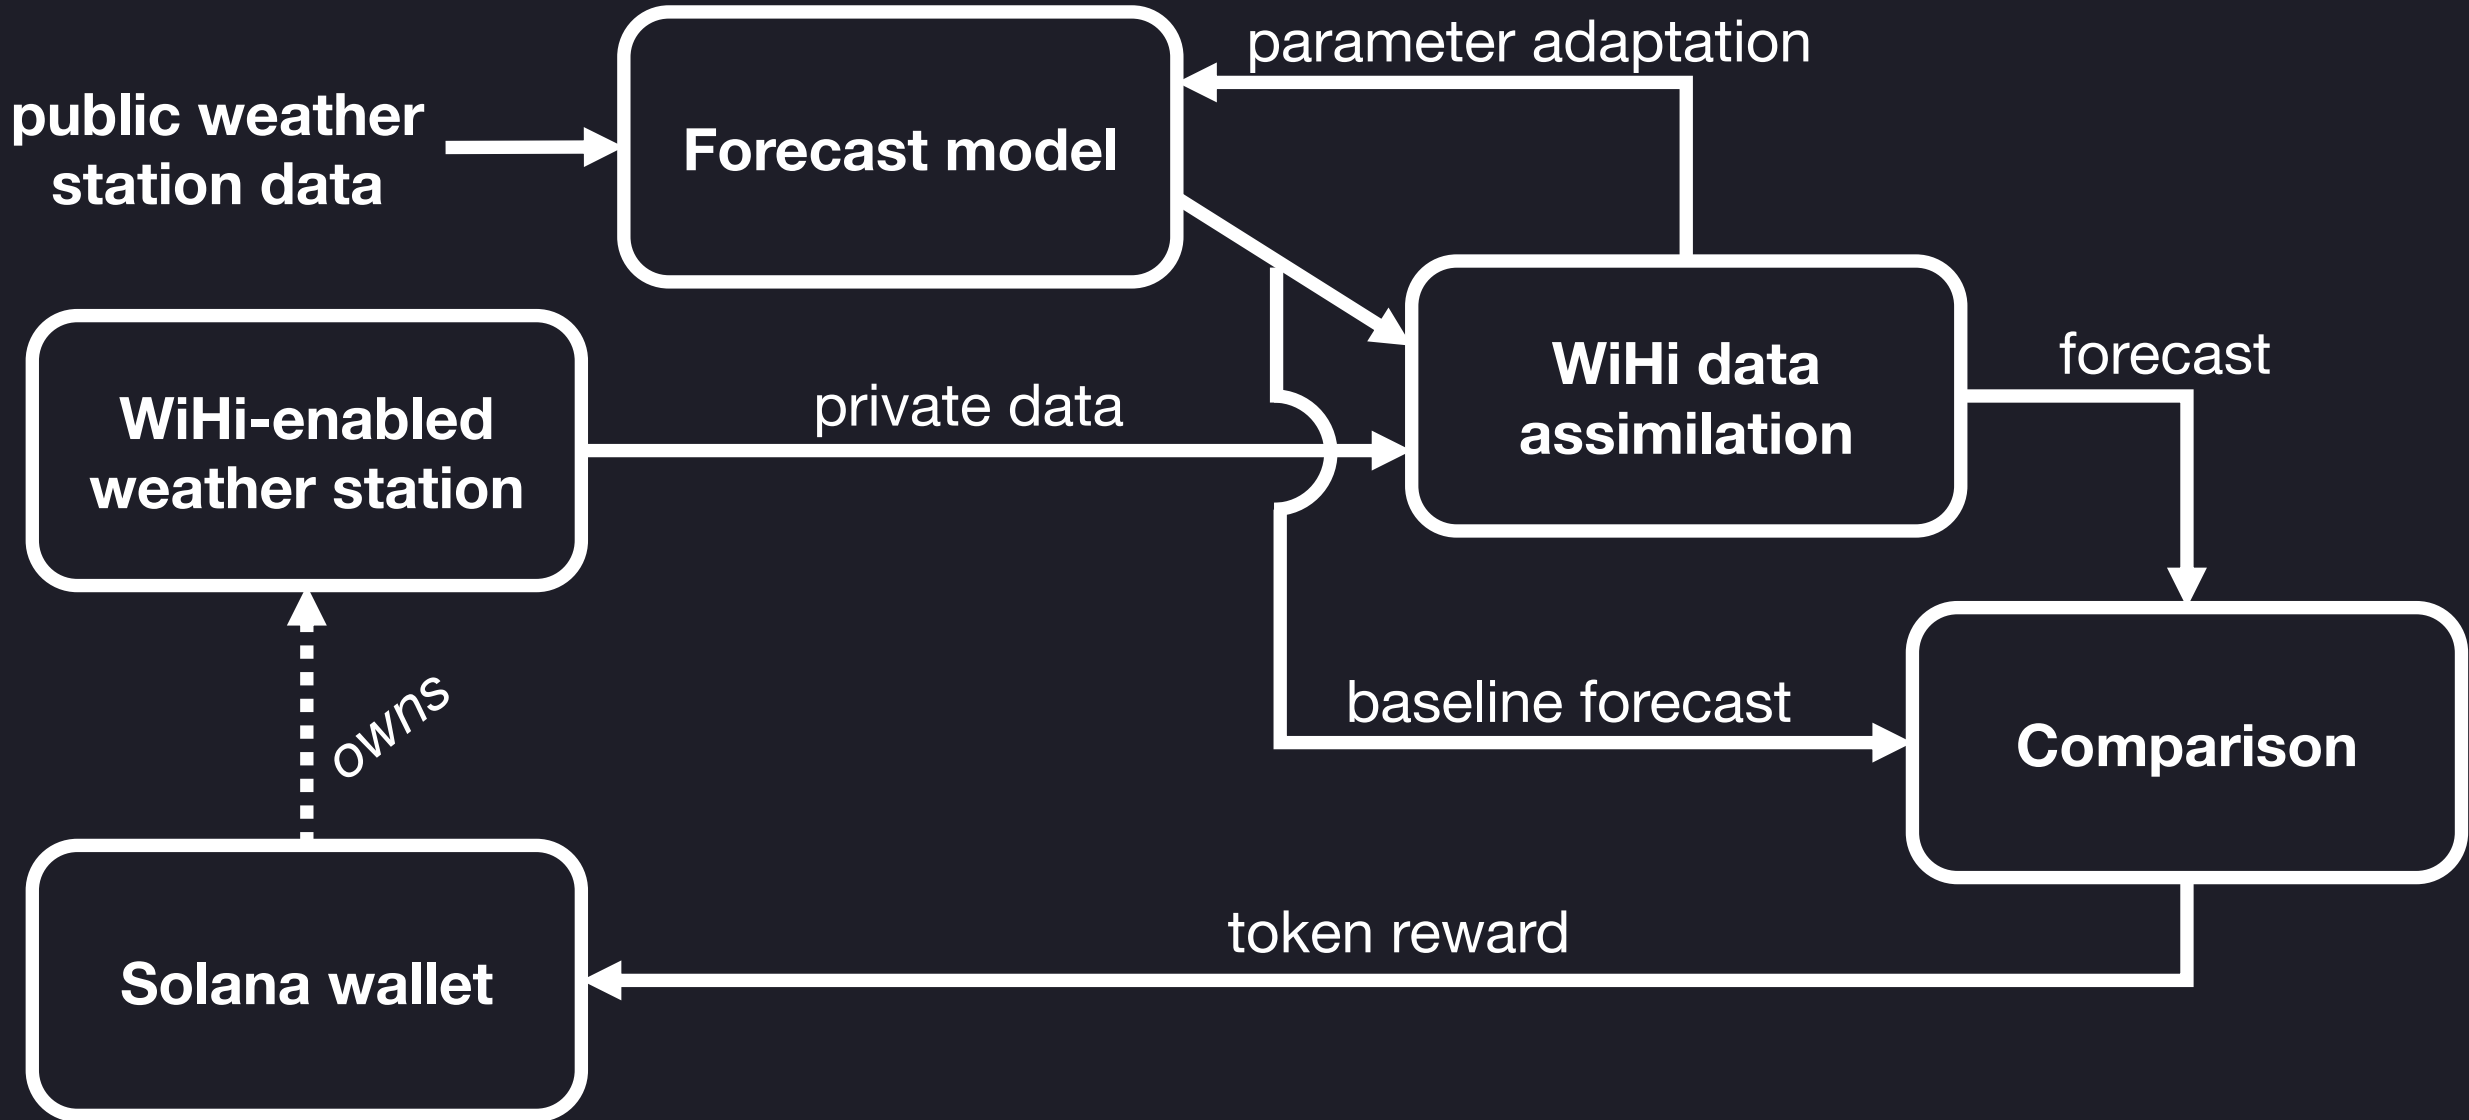 parameter adaptation
public weather
station data
Forecast model
WiHi-enabled
weather station
private data
WiHi data
assimilation
forecast
owns
baseline forecast
Comparison
token reward
Solana wallet